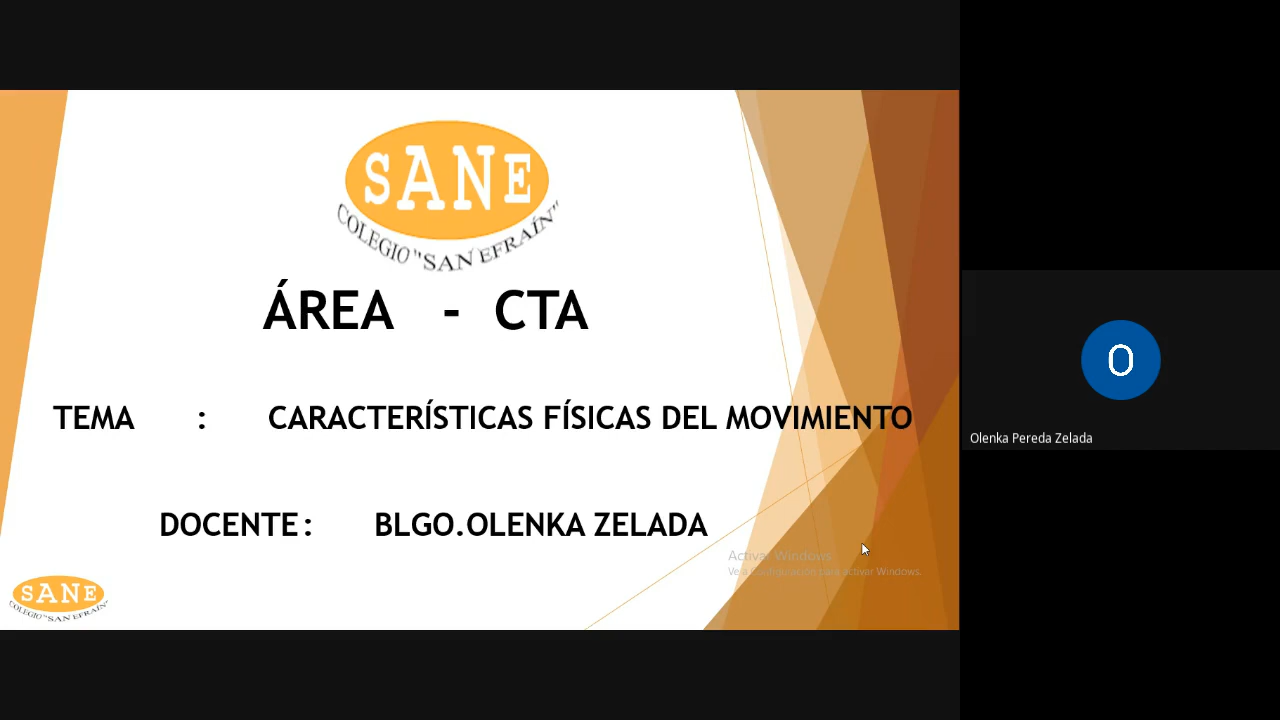 SANE
COLEGIO "SAN EFRAÍN"
ÁREA - CTA
TEMA : CARACTERÍSTICAS FÍSICAS DEL MOVIMIENTO
DOCENTE : BLGO.OLENKA ZELADA
Activar Windows
Ve a Configuración para activar Windows.
SANE
COLEGIO "SAN EFRAÍN"
O
Olenka Pereda Zelada